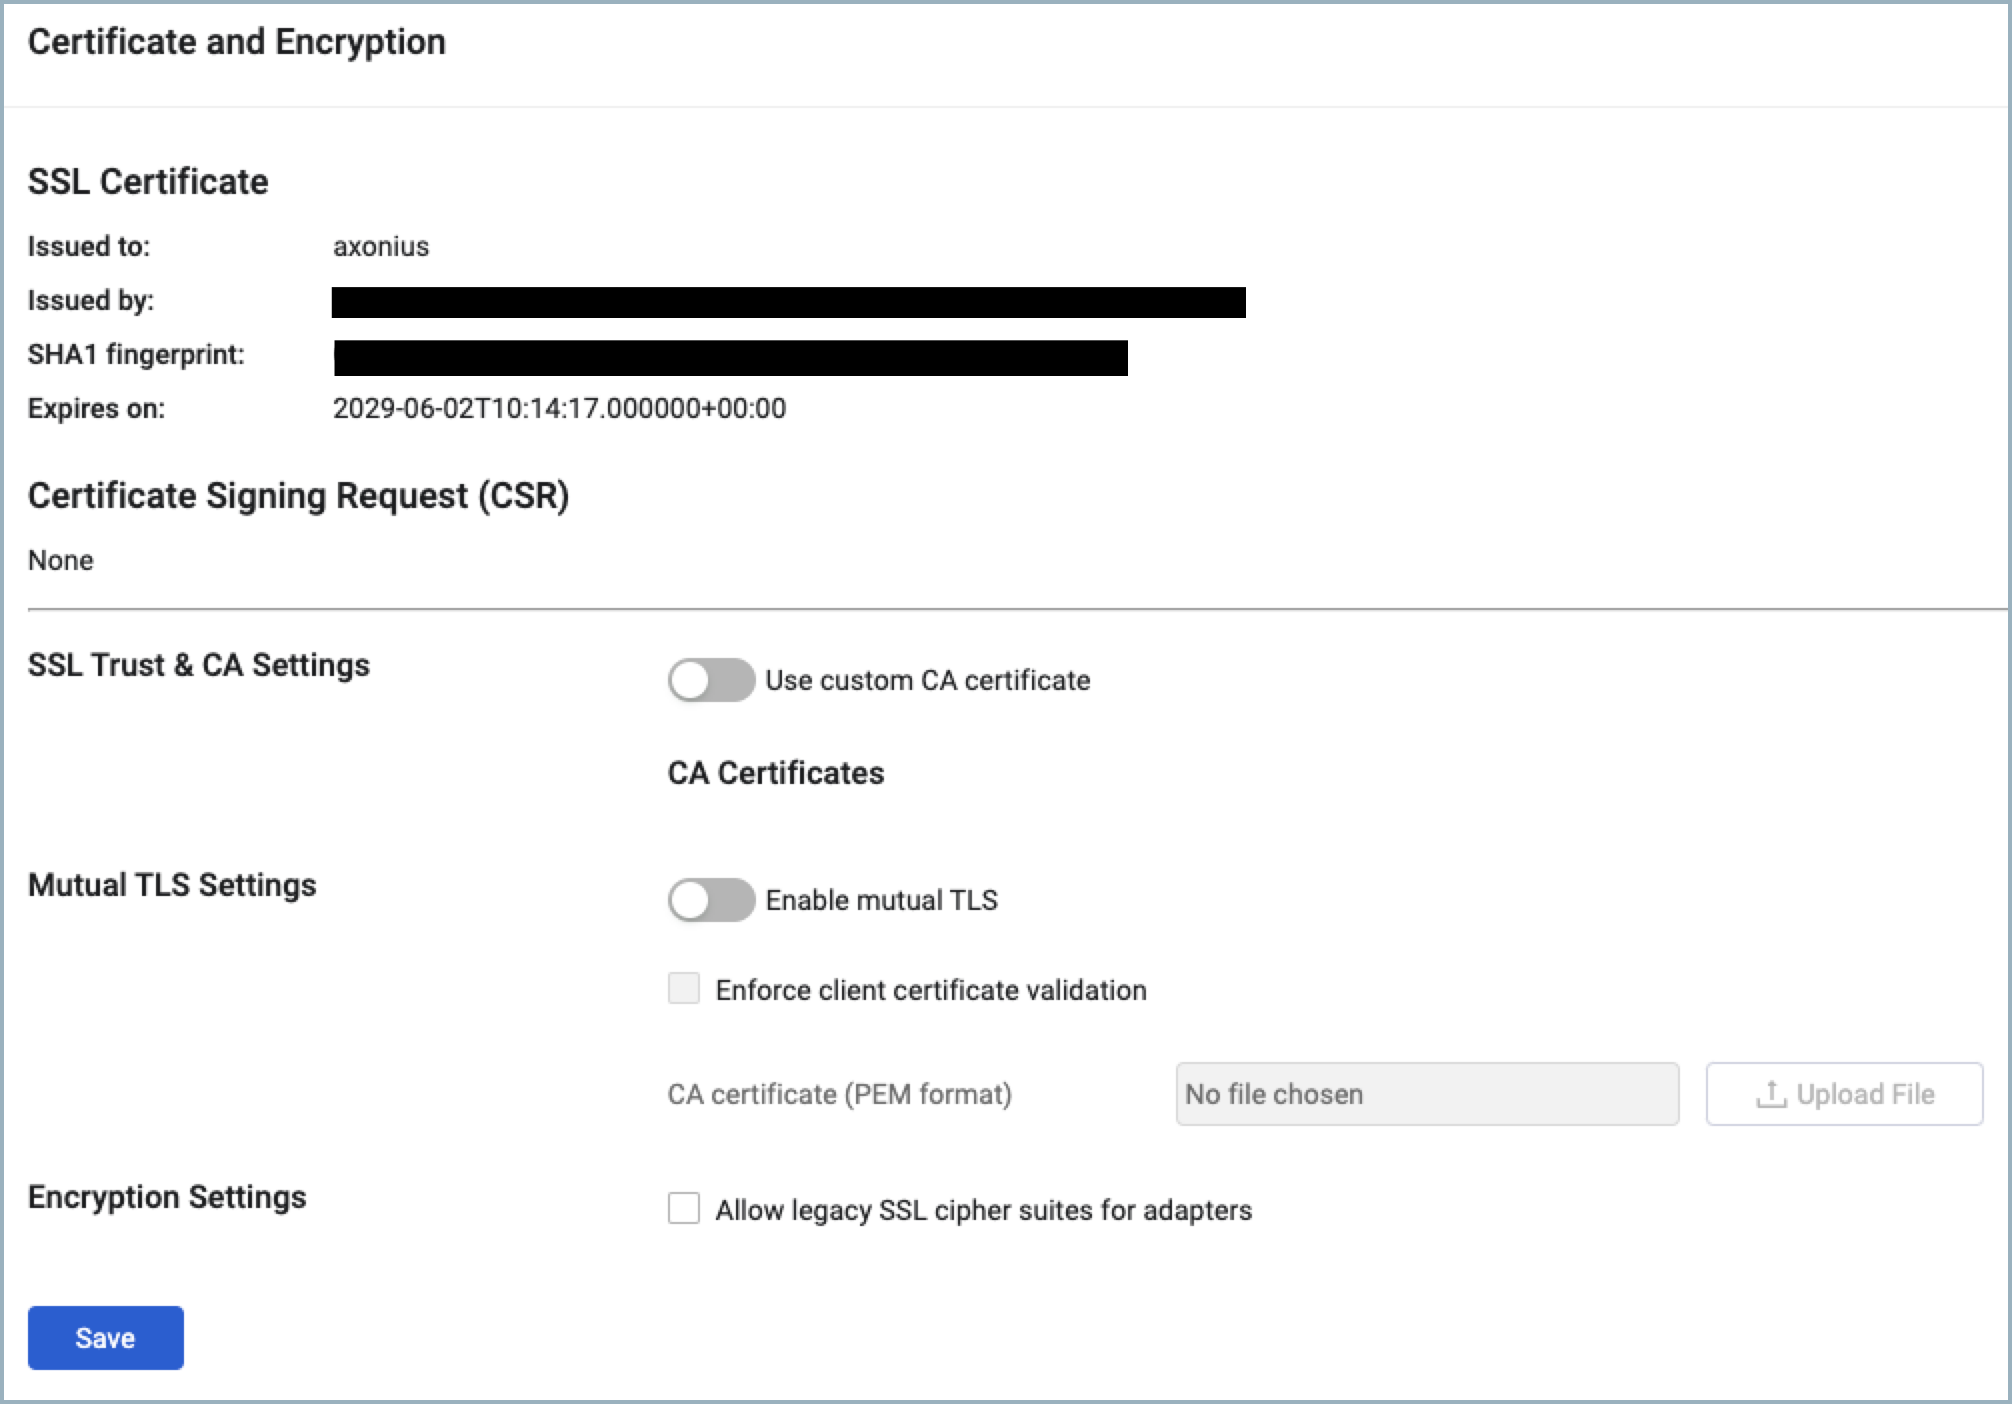 Certificate and Encryption
SSL Certificate
Issued to: axonius
Issued by:
SHA1 fingerprint:
Expires on: 2029-06-02T10:14:17.000000+00:00
Certificate Signing Request (CSR)
None
SSL Trust & CA Settings
Use custom CA certificate
CA Certificates
Mutual TLS Settings
Enable mutual TLS
Enforce client certificate validation
CA certificate (PEM format) No file chosen Upload File
Encryption Settings
Allow legacy SSL cipher suites for adapters
Save